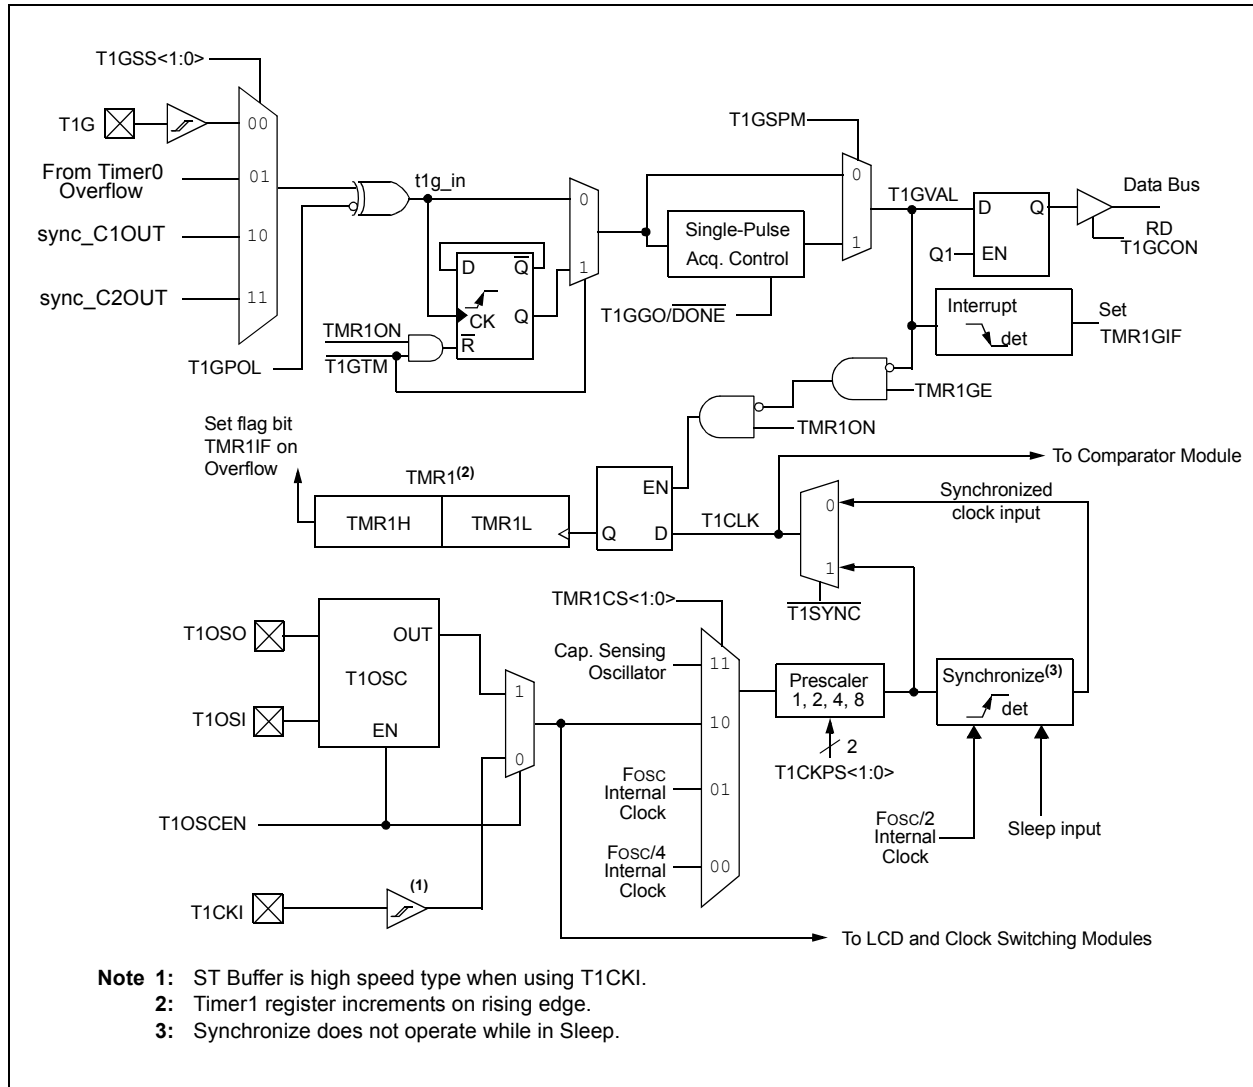 T1GSS<1:0>
T1G
00
From Timer0
Overflow
01
sync_C1OUT
10
sync_C2OUT
11
T1GPOL
t1g_in
D
Q
CK
Q
R
TMR1ON
T1GTM
0
1
T1GSPM
Single-Pulse
Acq. Control
T1GGO/DONE
0
1
T1GVAL
D
Q
Q1
EN
Data Bus
RD
T1GCON
Interrupt
det
Set
TMR1GIF
TMR1GE
TMR1ON
Set flag bit
TMR1IF on
Overflow
TMR1(2)
TMR1H
TMR1L
EN
Q
D
T1CLK
To Comparator Module
Synchronized
clock input
0
1
T1SYNC
T1OSO
T1OSI
OUT
T1OSC
EN
T1OSCEN
T1CKI
(1)
1
0
TMR1CS<1:0>
Cap. Sensing
Oscillator
11
10
FOSC
Internal
Clock
01
FOSC/4
Internal
Clock
00
Prescaler
1, 2, 4, 8
2
T1CKPS<1:0>
Synchronize(3)
det
FOSC/2
Internal
Clock
Sleep input
To LCD and Clock Switching Modules
Note 1: ST Buffer is high speed type when using T1CKI.
2: Timer1 register increments on rising edge.
3: Synchronize does not operate while in Sleep.